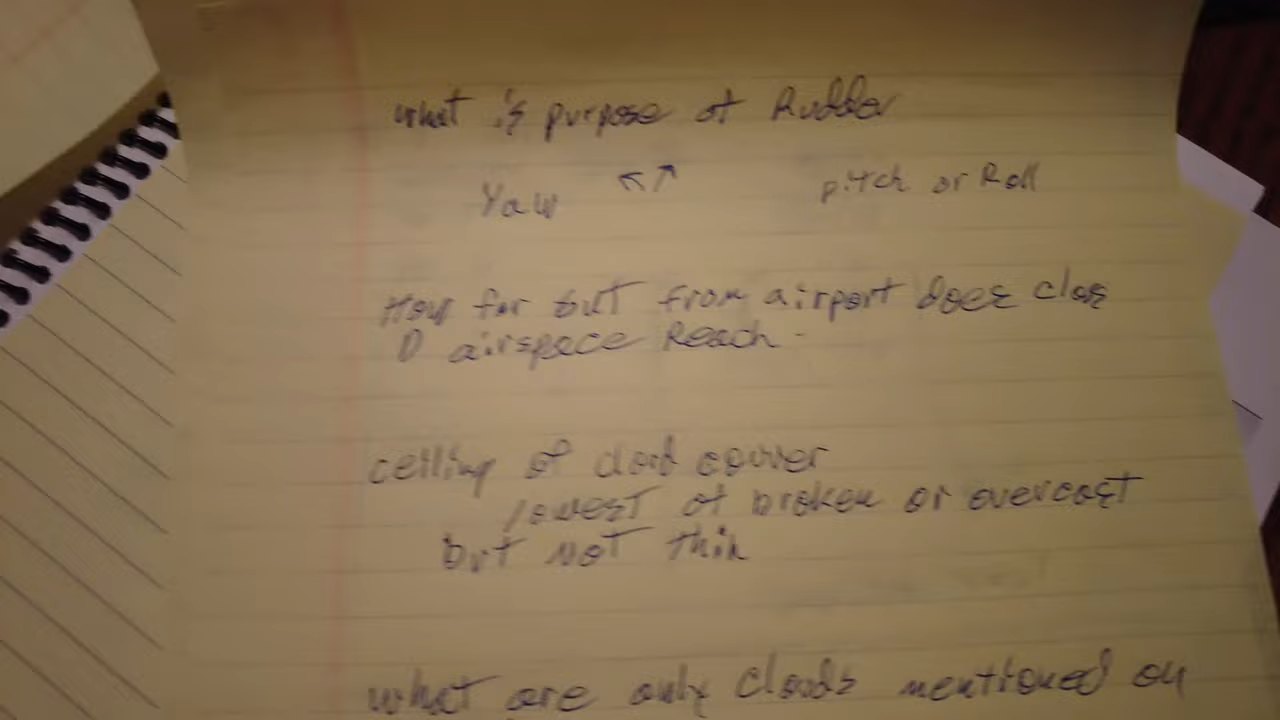 what is purpose of Rudder
Yaw ↖↗ pitch or Roll
How far out from airport does class
D airspace Reach -
ceiling of cloud couver
lowest of broken or overcast
but not thin
what are only clouds mentioned on